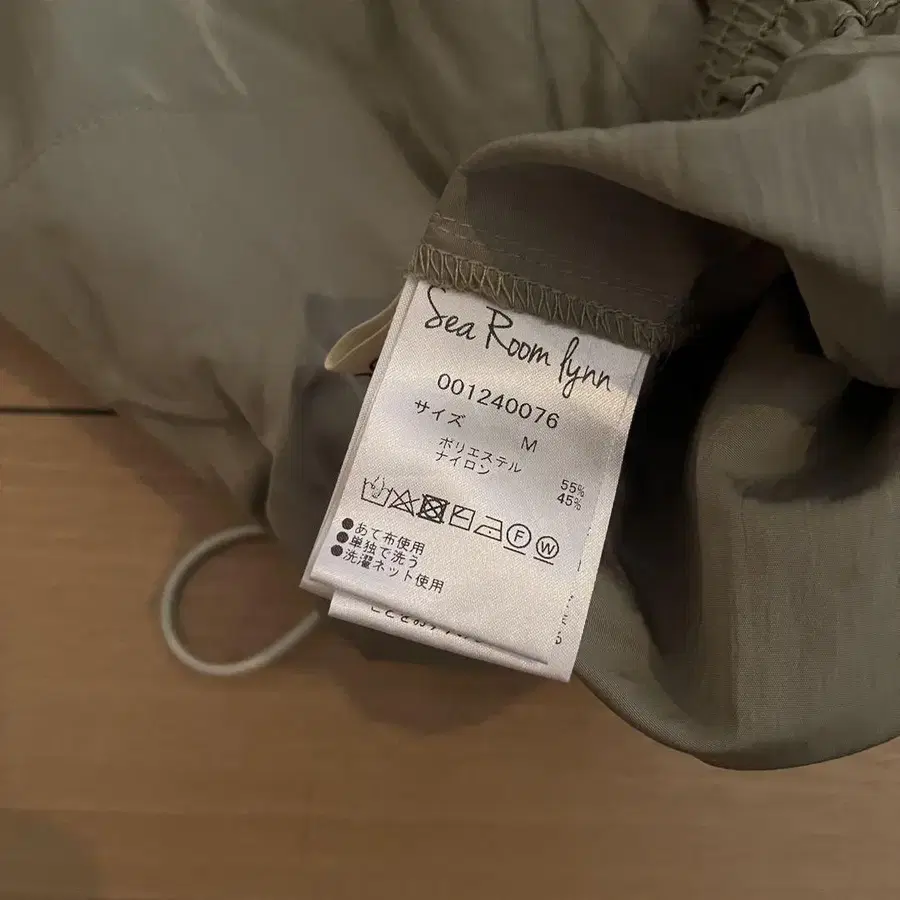 Sea Room lynn
001240076
サイズ M
ポリエステル 55%
ナイロン 45%
F W
●あて布使用
●単独で洗う
●洗濯ネット使用